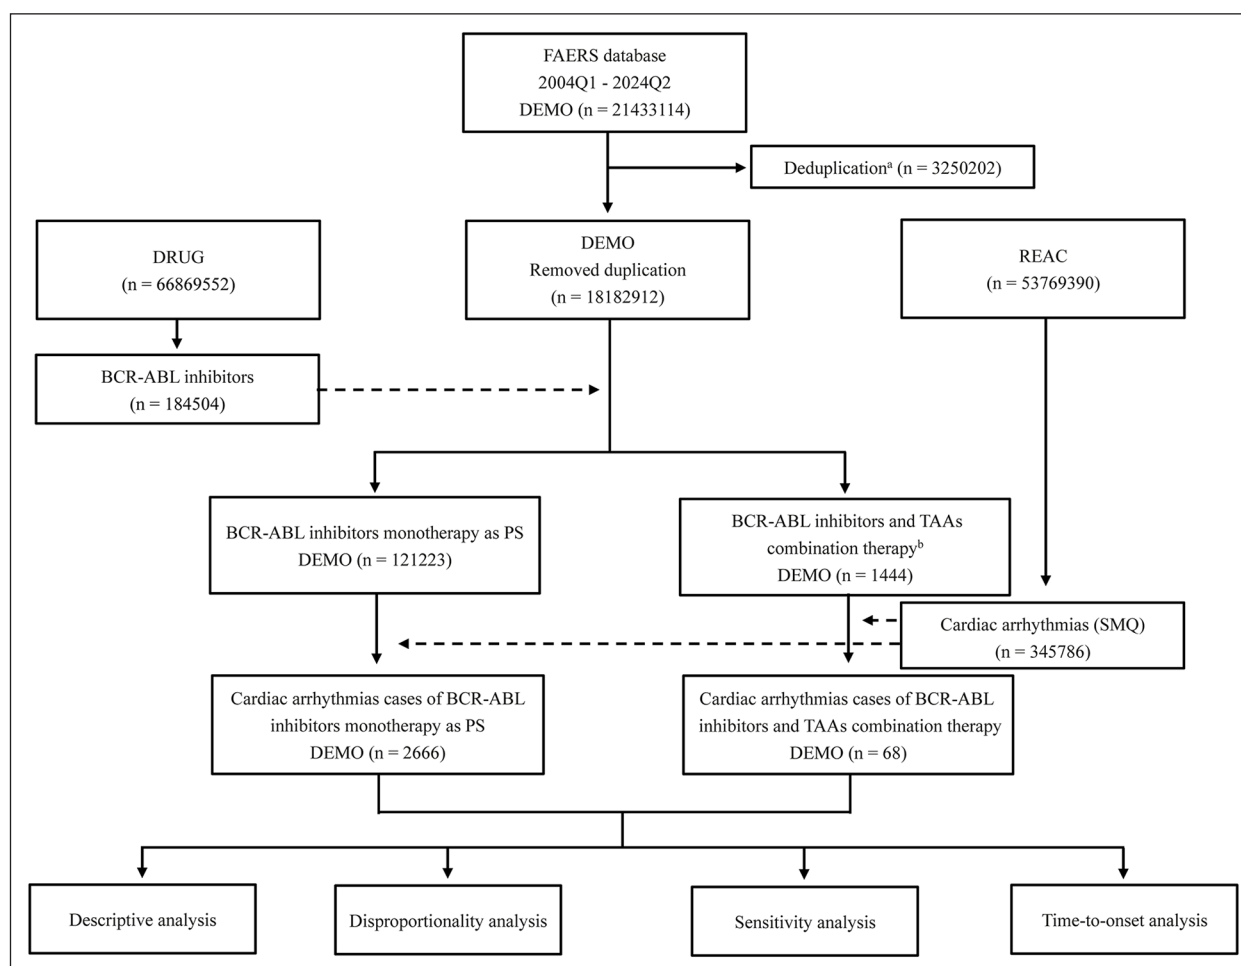 FAERS database
2004Q1 - 2024Q2
DEMO (n = 21433114)
Deduplicationᵃ (n = 3250202)
DRUG
(n = 66869552)
DEMO
Removed duplication
(n = 18182912)
REAC
(n = 53769390)
BCR-ABL inhibitors
(n = 184504)
BCR-ABL inhibitors monotherapy as PS
DEMO (n = 121223)
BCR-ABL inhibitors and TAAs
combination therapyᵇ
DEMO (n = 1444)
Cardiac arrhythmias (SMQ)
(n = 345786)
Cardiac arrhythmias cases of BCR-ABL
inhibitors monotherapy as PS
DEMO (n = 2666)
Cardiac arrhythmias cases of BCR-ABL
inhibitors and TAAs combination therapy
DEMO (n = 68)
Descriptive analysis
Disproportionality analysis
Sensitivity analysis
Time-to-onset analysis